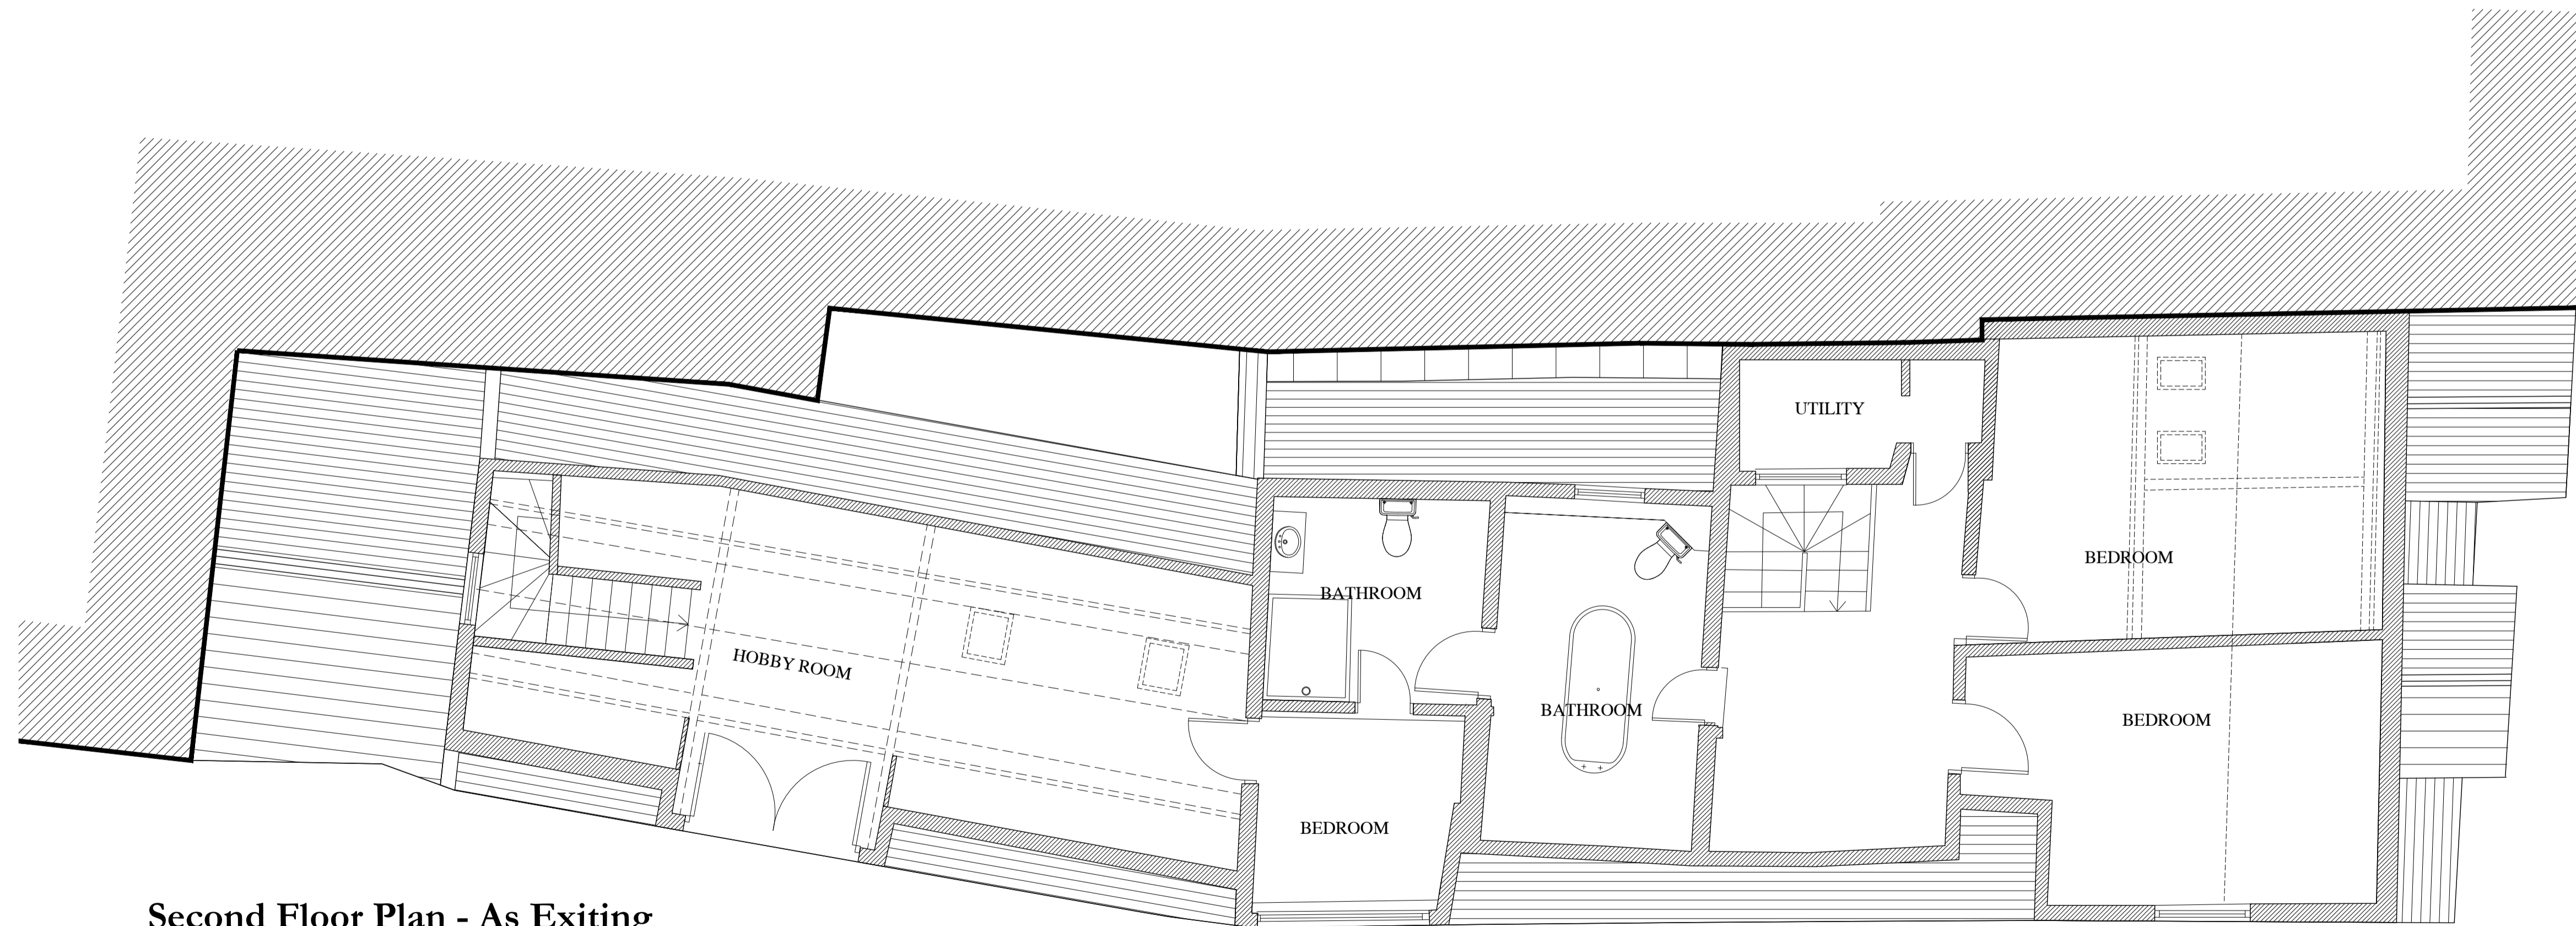 UTILITY
BEDROOM
BATHROOM
HOBBY ROOM
BATHROOM
BEDROOM
BEDROOM
Second Floor Plan - As Exiting